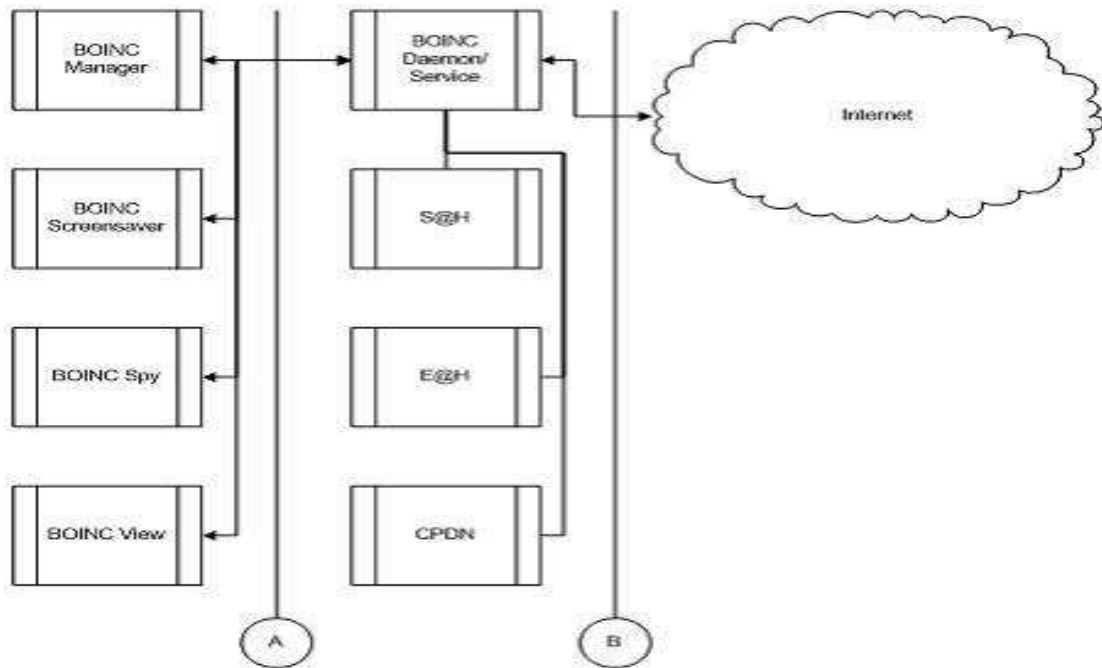 BOINC
Manager
BOINC
Daemon/
Service
Internet
BOINC
Screensaver
S@H
BOINC Spy
E@H
BOINC View
CPDN
A
B